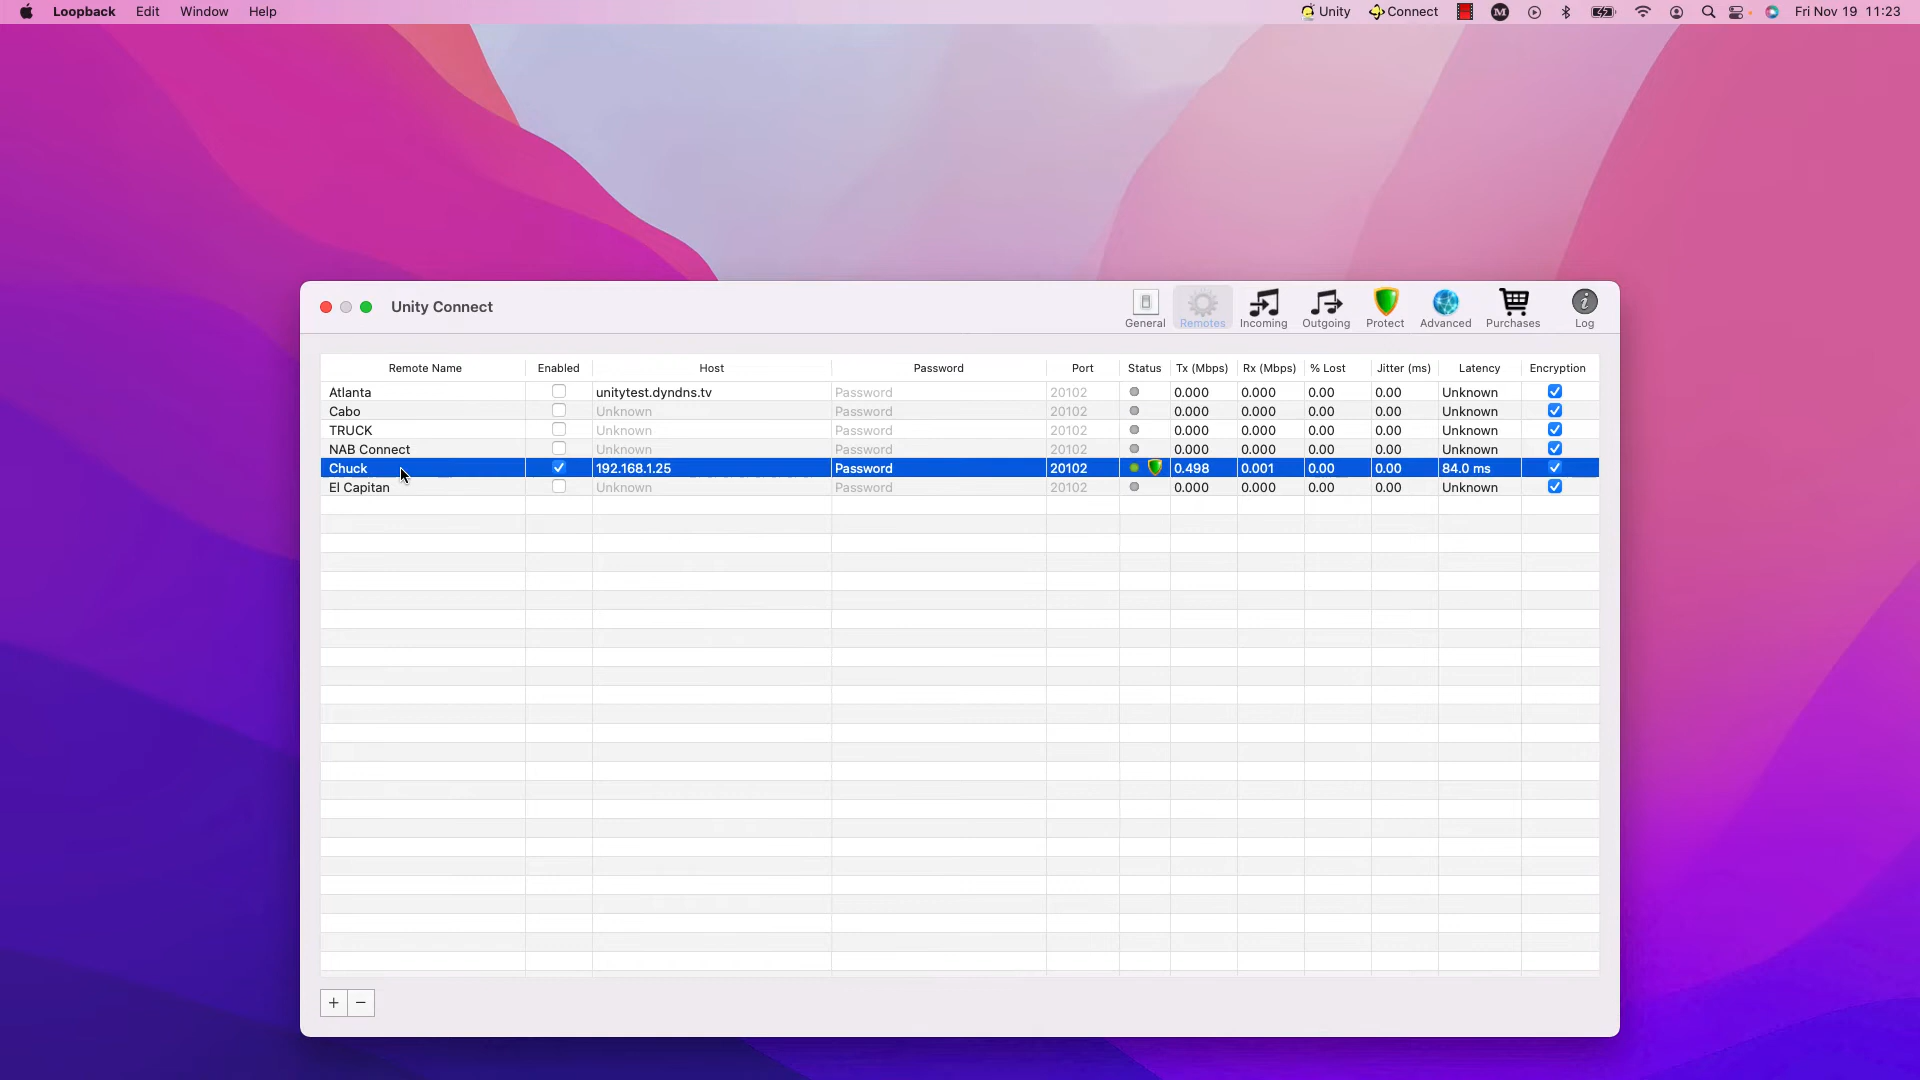 Loopback Edit Window Help Unity Connect Fri Nov 19 11:23
Unity Connect
General Remotes Incoming Outgoing Protect Advanced Purchases Log
Remote Name Enabled Host Password Port Status Tx (Mbps) Rx (Mbps) % Lost Jitter (ms) Latency Encryption
Atlanta unitytest.dyndns.tv Password 20102 0.000 0.000 0.00 0.00 Unknown
Cabo Unknown Password 20102 0.000 0.000 0.00 0.00 Unknown
TRUCK Unknown Password 20102 0.000 0.000 0.00 0.00 Unknown
NAB Connect Unknown Password 20102 0.000 0.000 0.00 0.00 Unknown
Chuck 192.168.1.25 Password 20102 0.498 0.001 0.00 0.00 84.0 ms
El Capitan Unknown Password 20102 0.000 0.000 0.00 0.00 Unknown
+ −